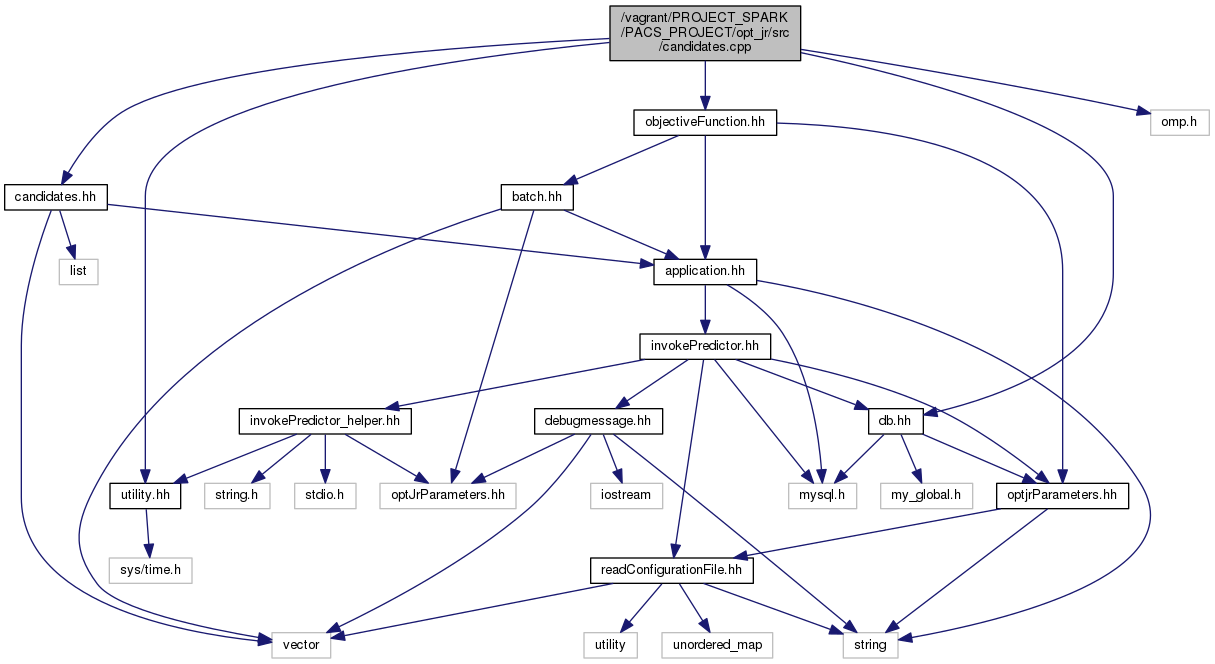 /vagrant/PROJECT_SPARK
/PACS_PROJECT/opt_jr/src
/candidates.cpp
objectiveFunction.hh
omp.h
candidates.hh
batch.hh
list
application.hh
invokePredictor.hh
invokePredictor_helper.hh
debugmessage.hh
db.hh
utility.hh
string.h
stdio.h
optJrParameters.hh
iostream
mysql.h
my_global.h
optjrParameters.hh
sys/time.h
readConfigurationFile.hh
vector
utility
unordered_map
string